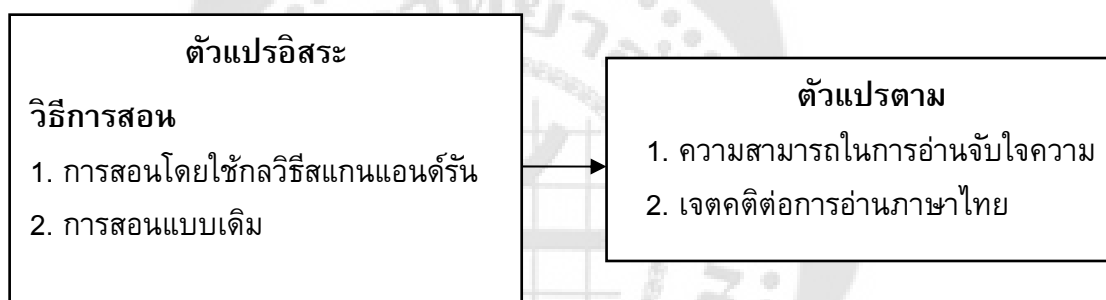 ตัวแปรอิสระ
วิธีการสอน
1. การสอนโดยใช้กลวิธีสแกนแอนด์รัน
2. การสอนแบบเดิม
ตัวแปรตาม
1. ความสามารถในการอ่านจับใจความ
2. เจตคติต่อการอ่านภาษาไทย